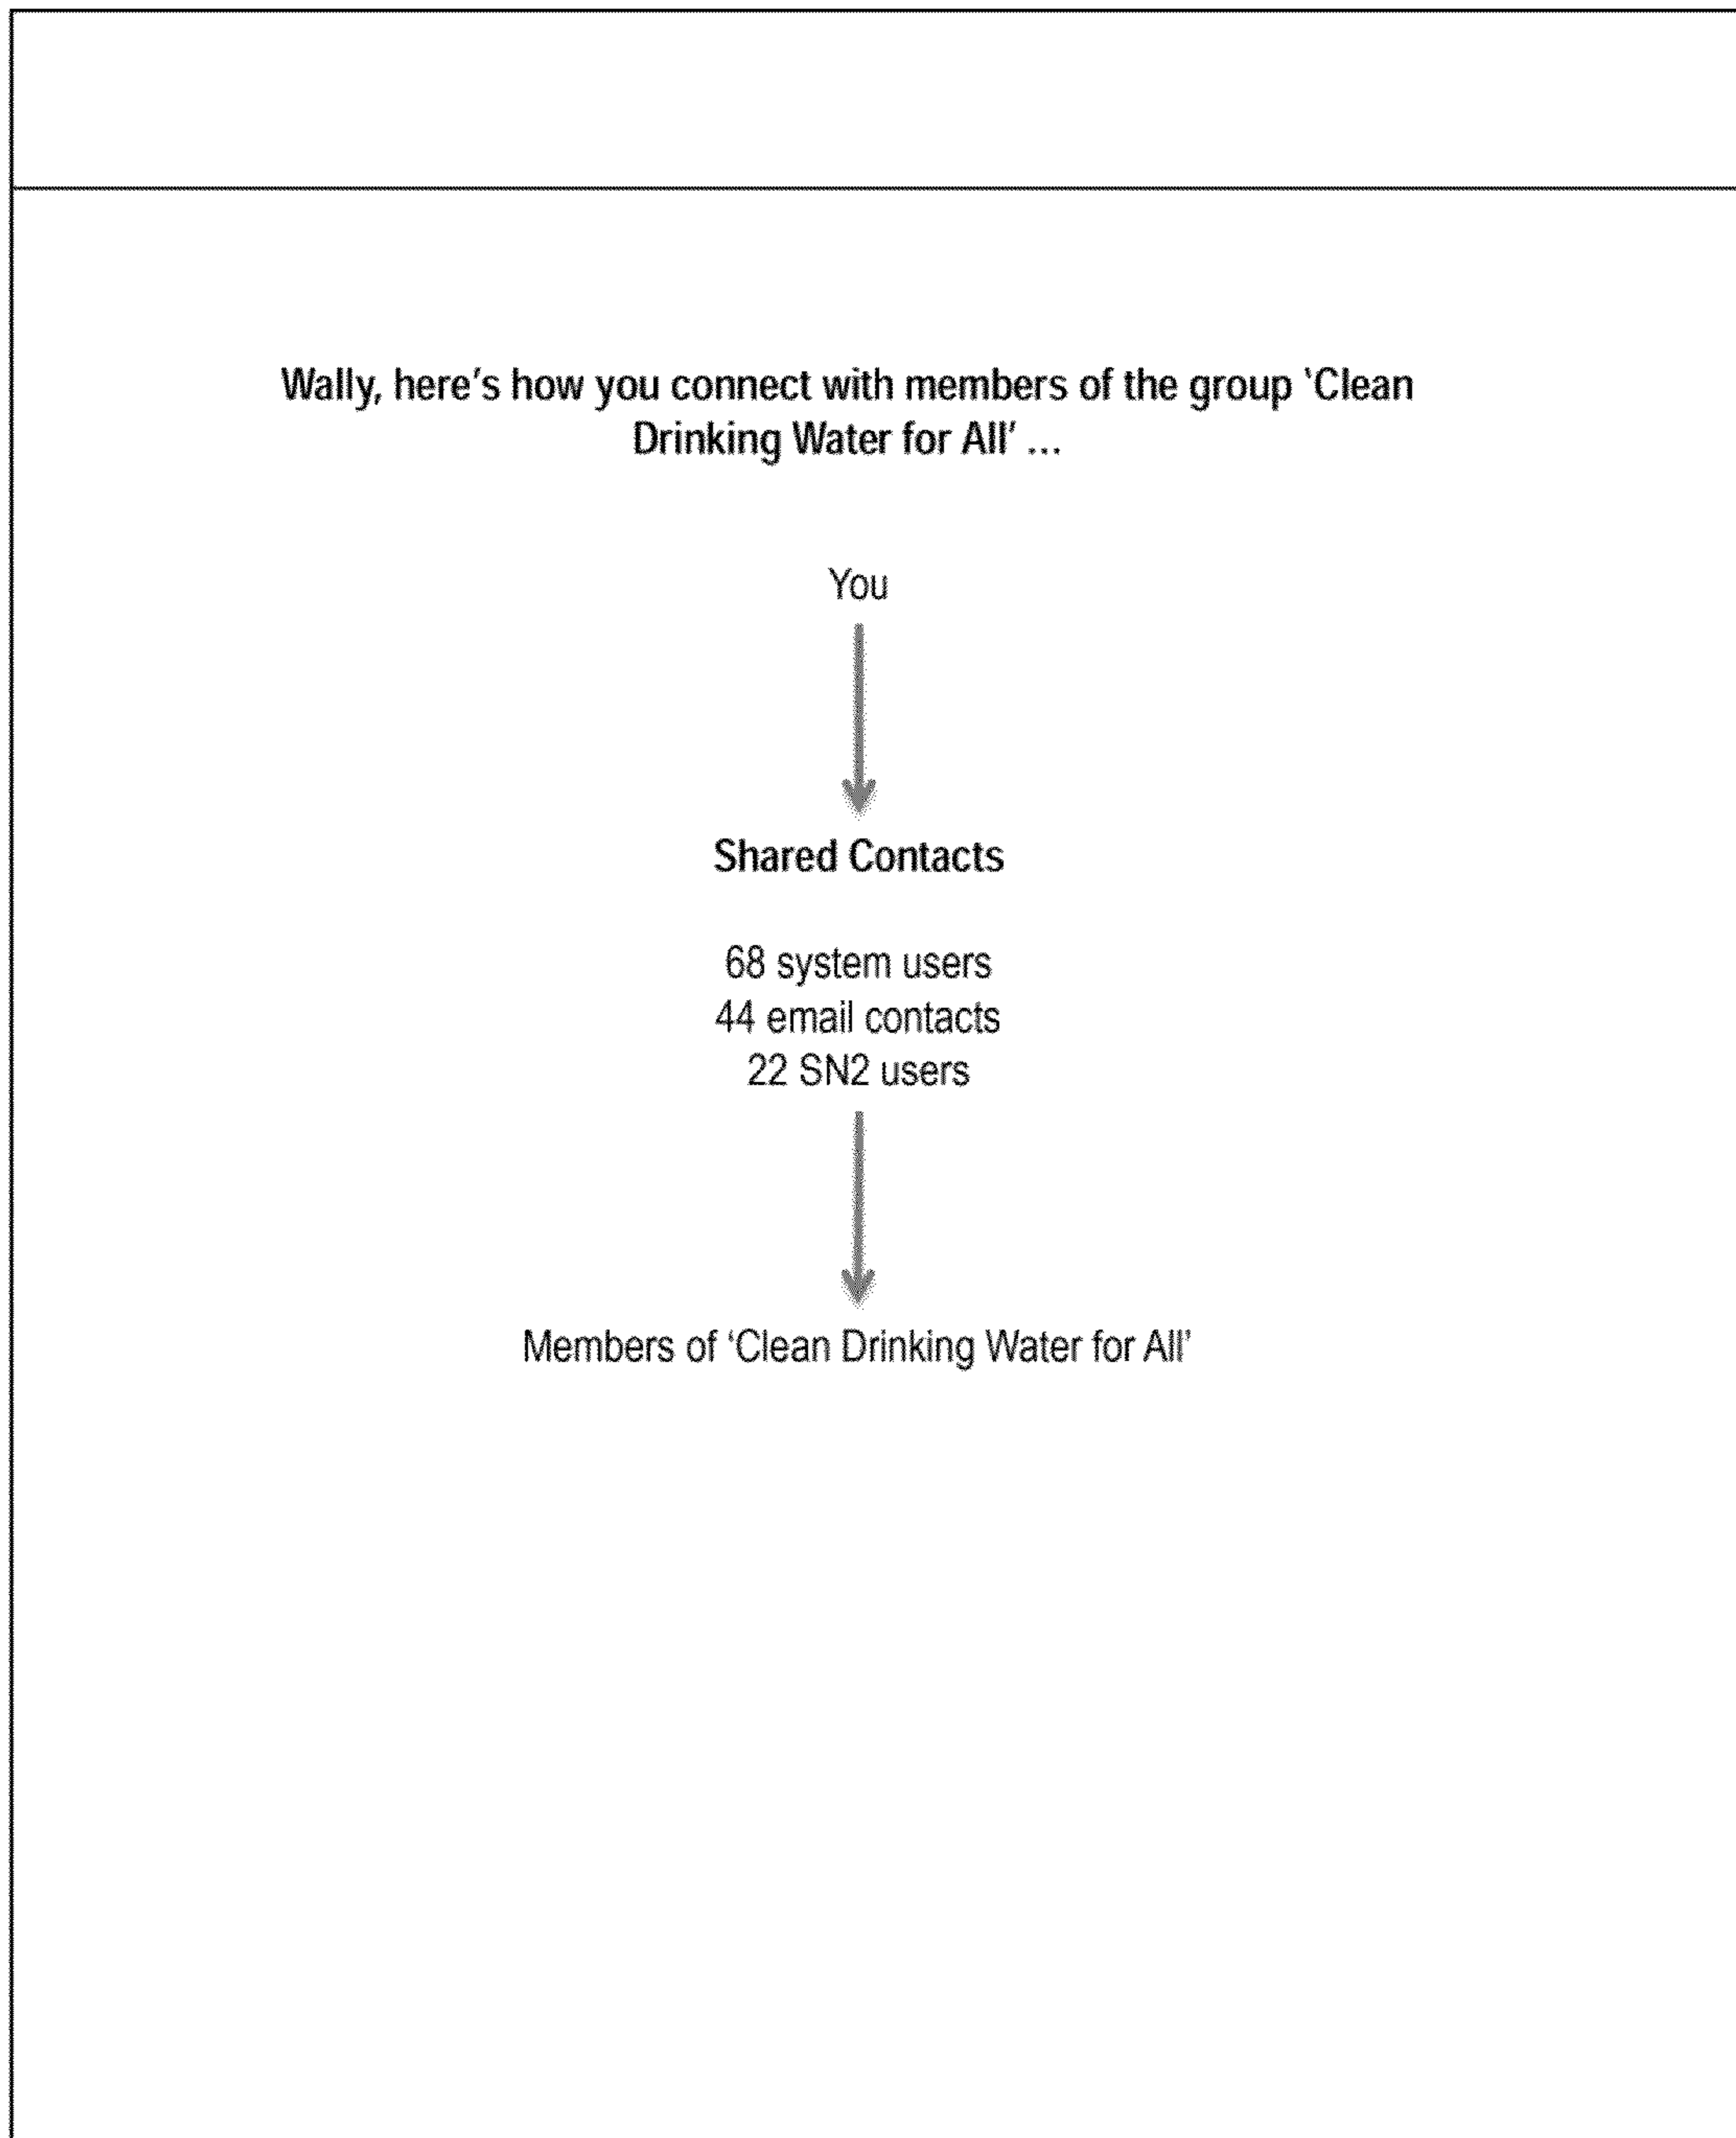 Wally, here's how you connect with members of the group 'Clean
Drinking Water for All' ...
You
Shared Contacts
68 system users
44 email contacts
22 SN2 users
Members of 'Clean Drinking Water for All'